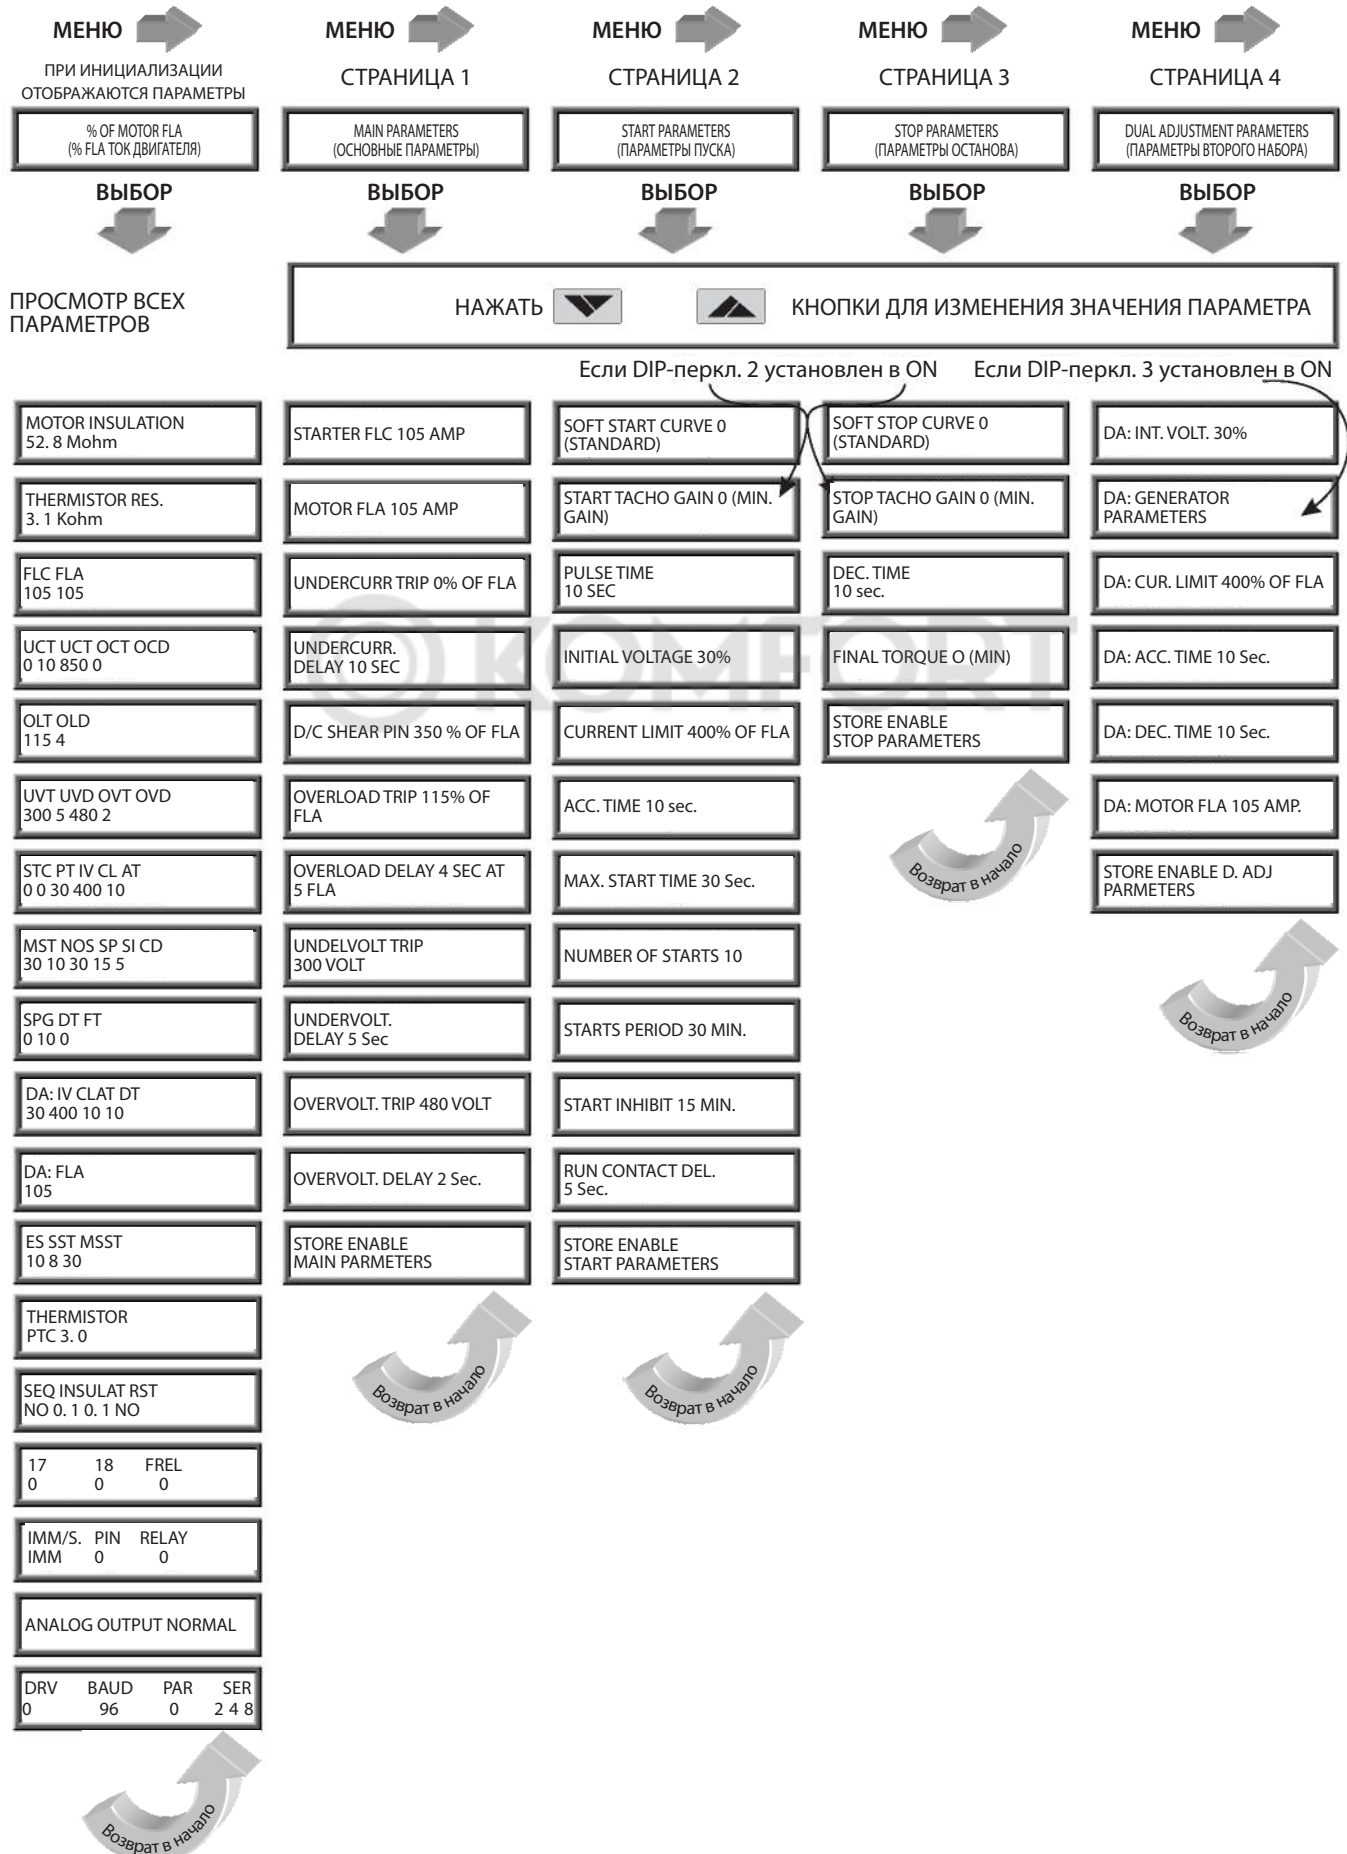 МЕНЮ
ПРИ ИНИЦИАЛИЗАЦИИ
ОТОБРАЖАЮТСЯ ПАРАМЕТРЫ
% OF MOTOR FLA
(% FLA ТОК ДВИГАТЕЛЯ)
ВЫБОР
МЕНЮ
СТРАНИЦА 1
MAIN PARAMETERS
(ОСНОВНЫЕ ПАРАМЕТРЫ)
ВЫБОР
МЕНЮ
СТРАНИЦА 2
START PARAMETERS
(ПАРАМЕТРЫ ПУСКА)
ВЫБОР
МЕНЮ
СТРАНИЦА 3
STOP PARAMETERS
(ПАРАМЕТРЫ ОСТАНОВА)
ВЫБОР
МЕНЮ
СТРАНИЦА 4
DUAL ADJUSTMENT PARAMETERS
(ПАРАМЕТРЫ ВТОРОГО НАБОРА)
ВЫБОР
ПРОСМОТР ВСЕХ
ПАРАМЕТРОВ
НАЖАТЬ КНОПКИ ДЛЯ ИЗМЕНЕНИЯ ЗНАЧЕНИЯ ПАРАМЕТРА
Если DIP-перкл. 2 установлен в ON
Если DIP-перкл. 3 установлен в ON
MOTOR INSULATION
52. 8 Mohm
THERMISTOR RES.
3. 1 Kohm
FLC FLA
105 105
UCT UCT OCT OCD
0 10 850 0
OLT OLD
115 4
UVT UVD OVT OVD
300 5 480 2
STC PT IV CL AT
0 0 30 400 10
MST NOS SP SI CD
30 10 30 15 5
SPG DT FT
0 10 0
DA: IV CLAT DT
30 400 10 10
DA: FLA
105
ES SST MSST
10 8 30
THERMISTOR
PTC 3. 0
SEQ INSULAT RST
NO 0. 1 0. 1 NO
17 18 FREL
0 0 0
IMM/S. PIN RELAY
IMM 0 0
ANALOG OUTPUT NORMAL
DRV BAUD PAR SER
0 96 0 2 4 8
Возврат в начало
STARTER FLC 105 AMP
MOTOR FLA 105 AMP
UNDERCURR TRIP 0% OF FLA
UNDERCURR.
DELAY 10 SEC
D/C SHEAR PIN 350 % OF FLA
OVERLOAD TRIP 115% OF
FLA
OVERLOAD DELAY 4 SEC AT
5 FLA
UNDELVOLT TRIP
300 VOLT
UNDERVOLT.
DELAY 5 Sec
OVERVOLT. TRIP 480 VOLT
OVERVOLT. DELAY 2 Sec.
STORE ENABLE
MAIN PARMETERS
Возврат в начало
SOFT START CURVE 0
(STANDARD)
START TACHO GAIN 0 (MIN.
GAIN)
PULSE TIME
10 SEC
INITIAL VOLTAGE 30%
CURRENT LIMIT 400% OF FLA
ACC. TIME 10 sec.
MAX. START TIME 30 Sec.
NUMBER OF STARTS 10
STARTS PERIOD 30 MIN.
START INHIBIT 15 MIN.
RUN CONTACT DEL.
5 Sec.
STORE ENABLE
START PARAMETERS
Возврат в начало
SOFT STOP CURVE 0
(STANDARD)
STOP TACHO GAIN 0 (MIN.
GAIN)
DEC. TIME
10 sec.
FINAL TORQUE O (MIN)
STORE ENABLE
STOP PARAMETERS
Возврат в начало
DA: INT. VOLT. 30%
DA: GENERATOR
PARAMETERS
DA: CUR. LIMIT 400% OF FLA
DA: ACC. TIME 10 Sec.
DA: DEC. TIME 10 Sec.
DA: MOTOR FLA 105 AMP.
STORE ENABLE D. ADJ
PARMETERS
Возврат в начало
© KOMFORT